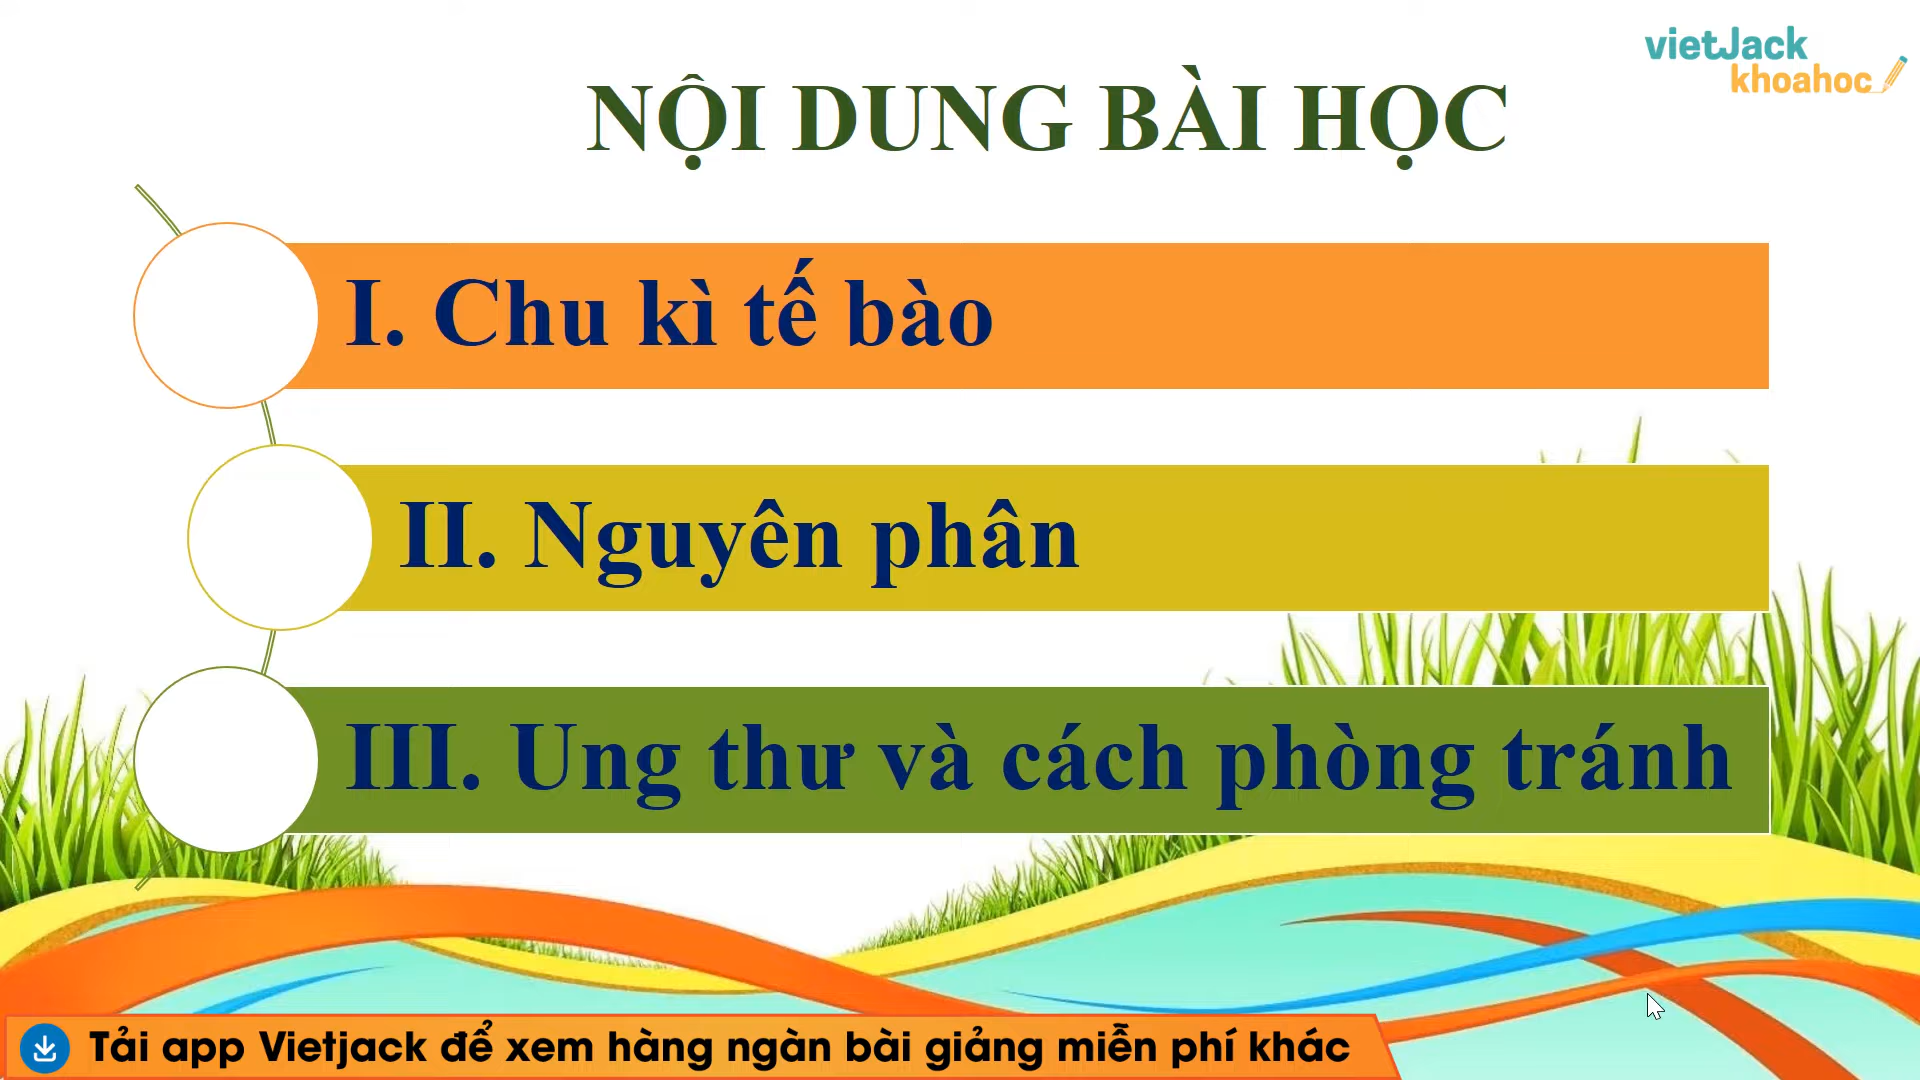 vietJack
khoahoc
NỘI DUNG BÀI HỌC
I. Chu kì tế bào
II. Nguyên phân
III. Ung thư và cách phòng tránh
Tải app Vietjack để xem hàng ngàn bài giảng miễn phí khác